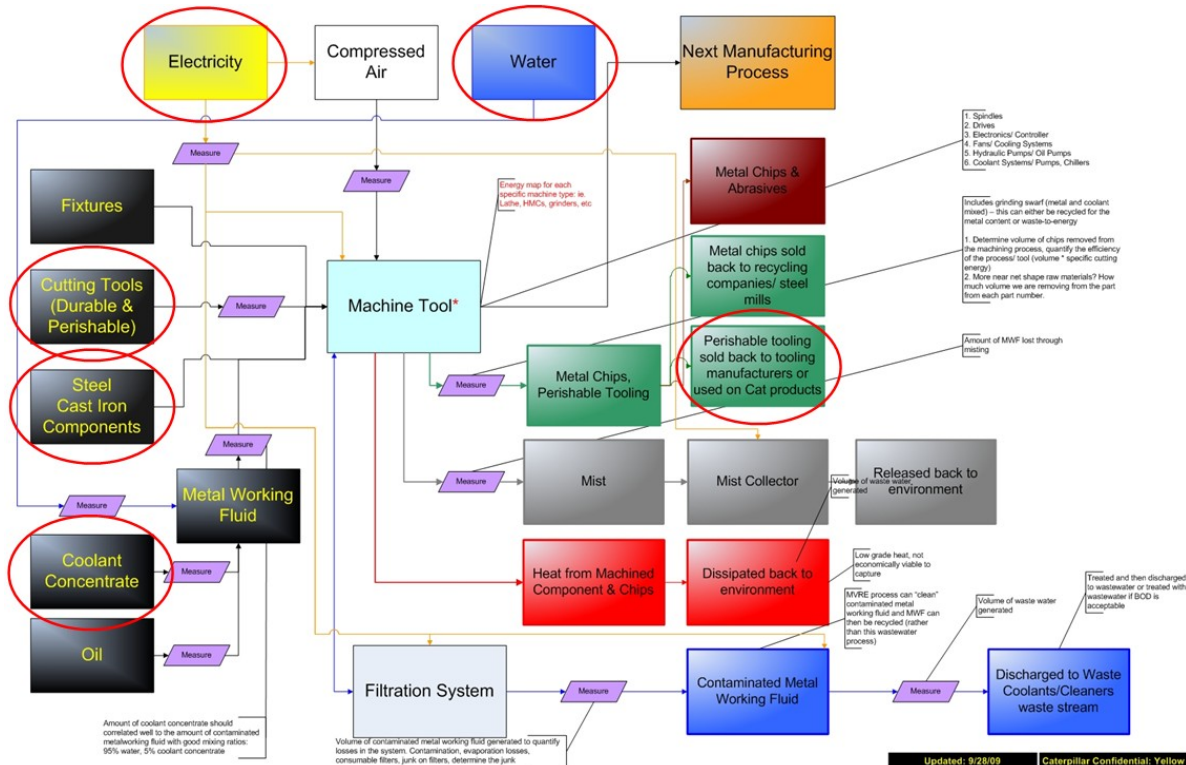 Electricity
Compressed
Air
Water
Next Manufacturing
Process
1. Spindles
2. Drives
3. Electronics/ Controller
4. Fans/ Cooling Systems
5. Hydraulic Pumps/ Oil Pumps
6. Coolant Systems/ Pumps, Chillers
Measure
Measure
Energy map for each
specific machine type: ie.
Lathe, HMCs, grinders, etc
Metal Chips &
Abrasives
Fixtures
Includes grinding swarf (metal and coolant
mixed) – this can either be recycled for the
metal content or waste-to-energy
1. Determine volume of chips removed from
the machining process, quantify the efficiency
of the process/ tool (volume * specific cutting
energy)
2. More near net shape raw materials? How
much volume we are removing from the part
from each part number.
Metal chips sold
back to recycling
companies/ steel
mills
Cutting Tools
(Durable &
Perishable)
Measure
Machine Tool*
Perishable tooling
sold back to tooling
manufacturers or
used on Cat products
Amount of MWF lost through
misting
Steel
Cast Iron
Components
Measure
Metal Chips,
Perishable Tooling
Measure
Metal Working
Fluid
Measure
Measure
Mist
Mist Collector
Released back to
environment
Volume of waste water
generated
Coolant
Concentrate
Measure
Heat from Machined
Component & Chips
Dissipated back to
environment
Low grade heat, not
economically viable to
capture
MVRE process can "clean"
contaminated metal
working fluid and MWF can
then be recycled (rather
than this wastewater
process)
Volume of waste water
generated
Treated and then discharged
to wastewater or treated with
wastewater if BOD is
acceptable
Oil
Measure
Filtration System
Measure
Contaminated Metal
Working Fluid
Measure
Discharged to Waste
Coolants/Cleaners
waste stream
Amount of coolant concentrate should
correlated well to the amount of contaminated
metalworking fluid with good mixing ratios:
95% water, 5% coolant concentrate
Volume of contaminated metal working fluid generated to quantify
losses in the system. Contamination, evaporation losses,
consumable filters, junk on filters, determine the junk
Updated: 9/28/09
Caterpillar Confidential: Yellow